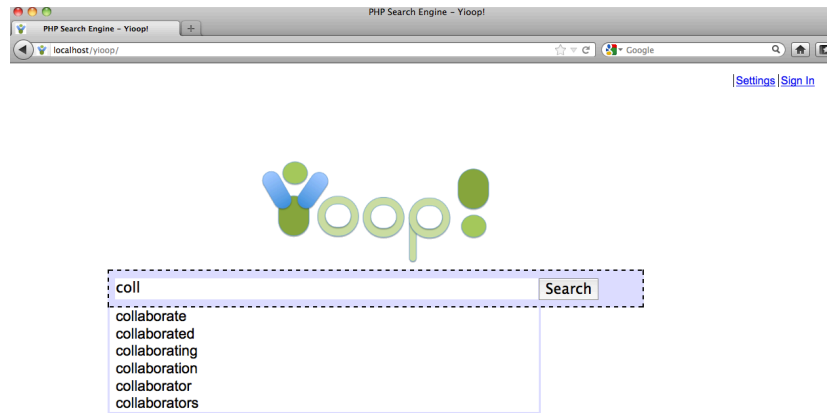 PHP Search Engine – Yioop!
PHP Search Engine – Yioop!
localhost/yioop/
Google
Settings Sign In
Yioop!
coll
Search
collaborate
collaborated
collaborating
collaboration
collaborator
collaborators